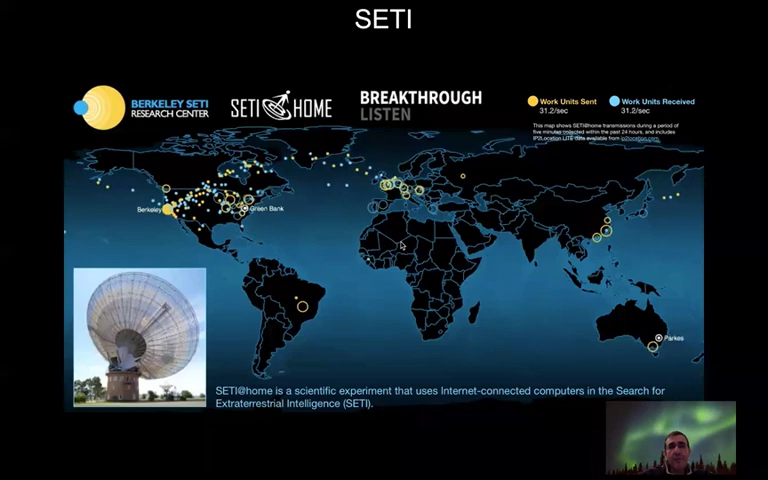 SETI
BERKELEY SETI
RESEARCH CENTER
SETI HOME
BREAKTHROUGH
LISTEN
Work Units Sent
31.2/sec
Work Units Received
31.2/sec
This map shows SETI@home transmissions during a period of
five minutes collected within the past 24 hours, and includes
IP2Location LITE data available from ip2location.com.
Berkeley
Green Bank
Parkes
SETI@home is a scientific experiment that uses Internet-connected computers in the Search for
Extraterrestrial Intelligence (SETI).